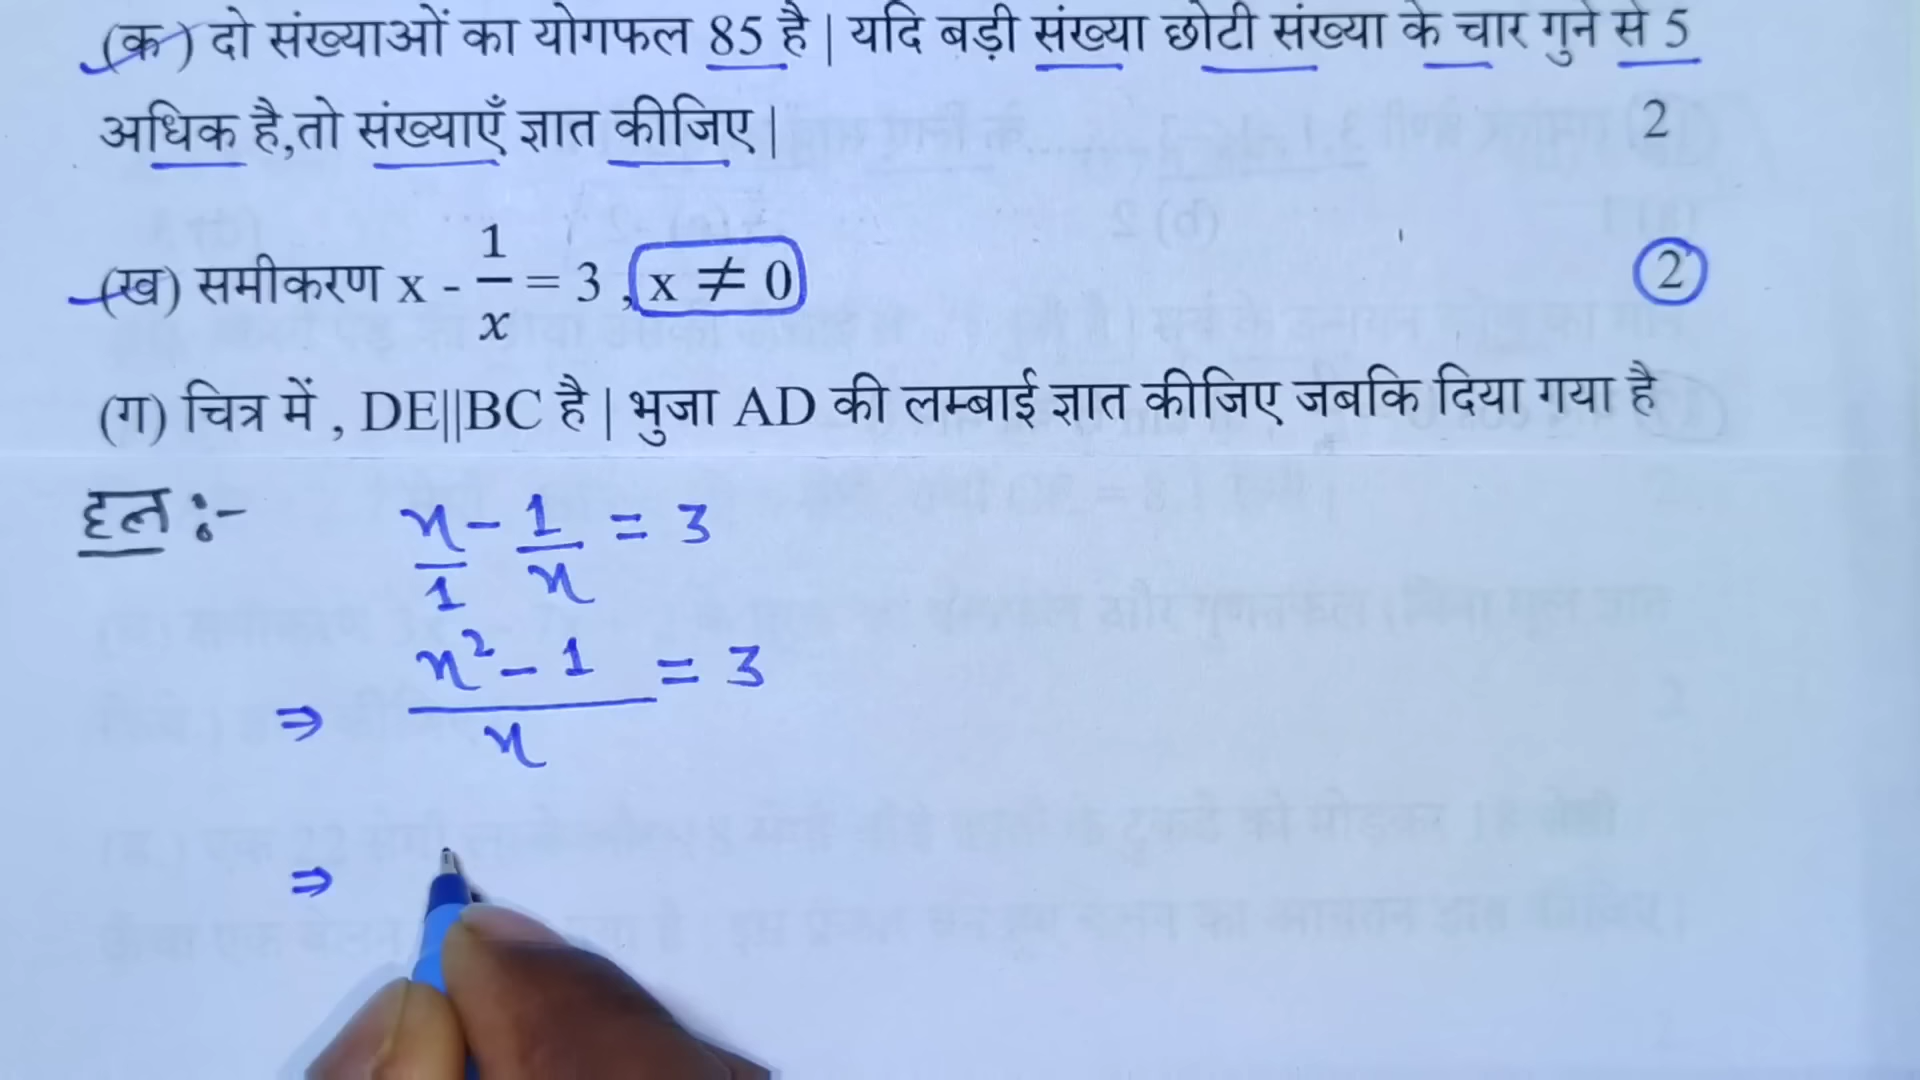 (क) दो संख्याओं का योगफल 85 है | यदि बड़ी संख्या छोटी संख्या के चार गुने से 5
अधिक है,तो संख्याएँ ज्ञात कीजिए | 2
(ख) समीकरण x - 1/x = 3 , x ≠ 0 2
(ग) चित्र में , DE||BC है | भुजा AD की लम्बाई ज्ञात कीजिए जबकि दिया गया है
हल :- x/1 - 1/x = 3
⇒ x² - 1 / x = 3
⇒